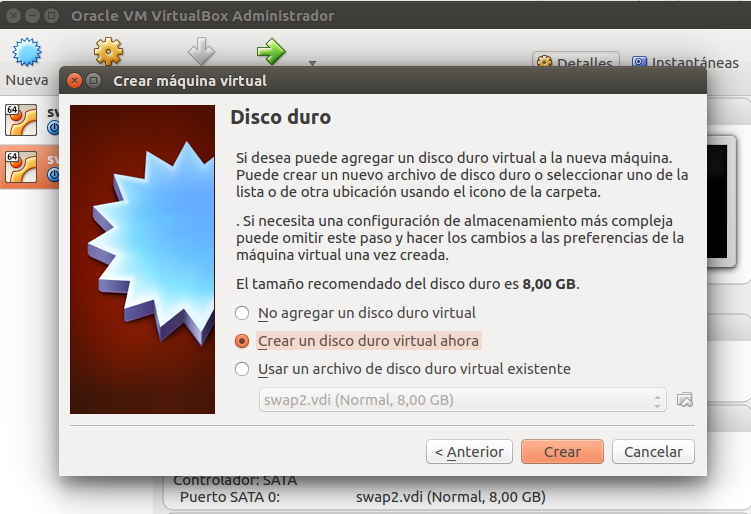 Oracle VM VirtualBox Administrador
Nueva
Detalles
Instantáneas
Crear máquina virtual
64
64
Disco duro
Si desea puede agregar un disco duro virtual a la nueva máquina.
Puede crear un nuevo archivo de disco duro o seleccionar uno de la
lista o de otra ubicación usando el icono de la carpeta.
. Si necesita una configuración de almacenamiento más compleja
puede omitir este paso y hacer los cambios a las preferencias de la
máquina virtual una vez creada.
El tamaño recomendado del disco duro es 8,00 GB.
No agregar un disco duro virtual
Crear un disco duro virtual ahora
Usar un archivo de disco duro virtual existente
swap2.vdi (Normal, 8,00 GB)
< Anterior
Crear
Cancelar
Controlador: SATA
Puerto SATA 0:
swap2.vdi (Normal, 8,00 GB)